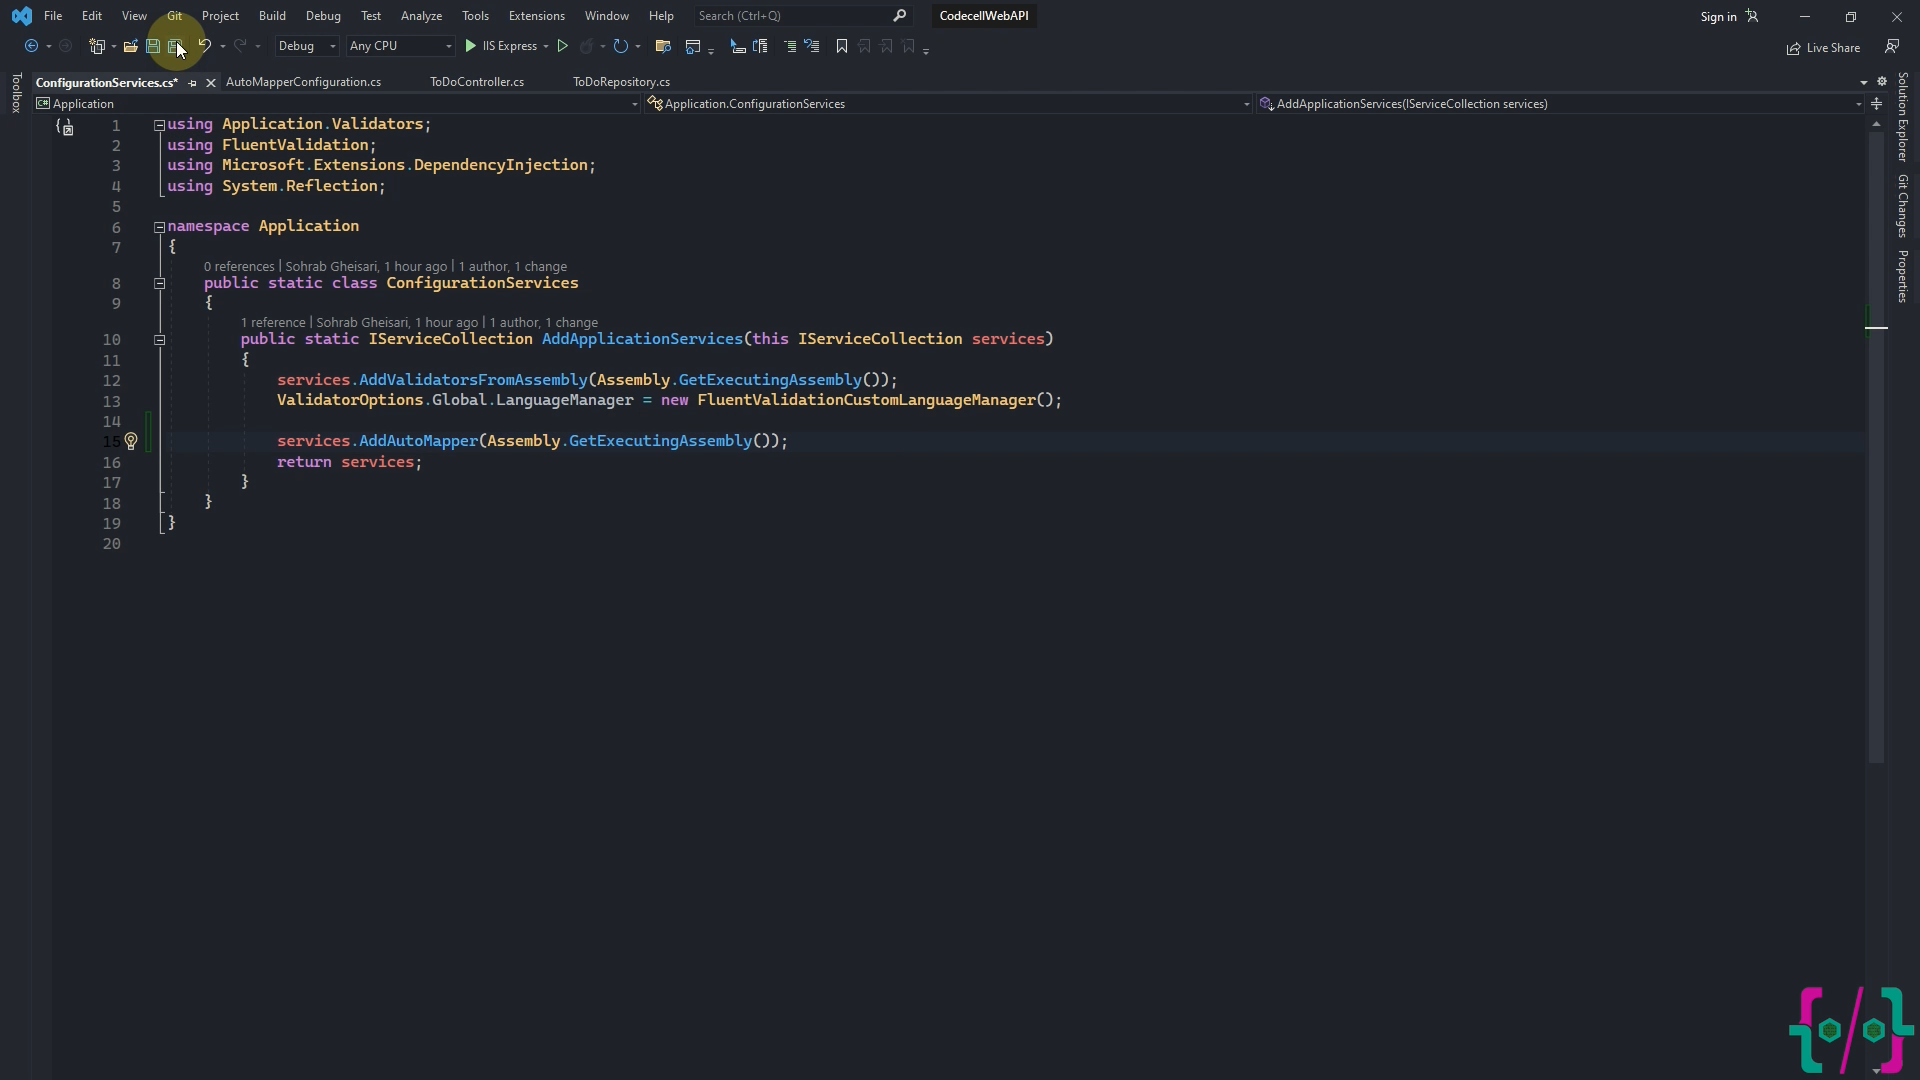 File Edit View Git Project Build Debug Test Analyze Tools Extensions Window Help Search (Ctrl+Q) CodecellWebAPI Sign in
Debug Any CPU IIS Express Live Share
ConfigurationServices.cs* AutoMapperConfiguration.cs ToDoController.cs ToDoRepository.cs
Application Application.ConfigurationServices AddApplicationServices(IServiceCollection services)
Toolbox
Solution Explorer
Git Changes
Properties
1 using Application.Validators;
2 using FluentValidation;
3 using Microsoft.Extensions.DependencyInjection;
4 using System.Reflection;
5
6 namespace Application
7 {
0 references | Sohrab Gheisari, 1 hour ago | 1 author, 1 change
8 public static class ConfigurationServices
9 {
1 reference | Sohrab Gheisari, 1 hour ago | 1 author, 1 change
10 public static IServiceCollection AddApplicationServices(this IServiceCollection services)
11 {
12 services.AddValidatorsFromAssembly(Assembly.GetExecutingAssembly());
13 ValidatorOptions.Global.LanguageManager = new FluentValidationCustomLanguageManager();
14
15 services.AddAutoMapper(Assembly.GetExecutingAssembly());
16 return services;
17 }
18 }
19 }
20
{/}